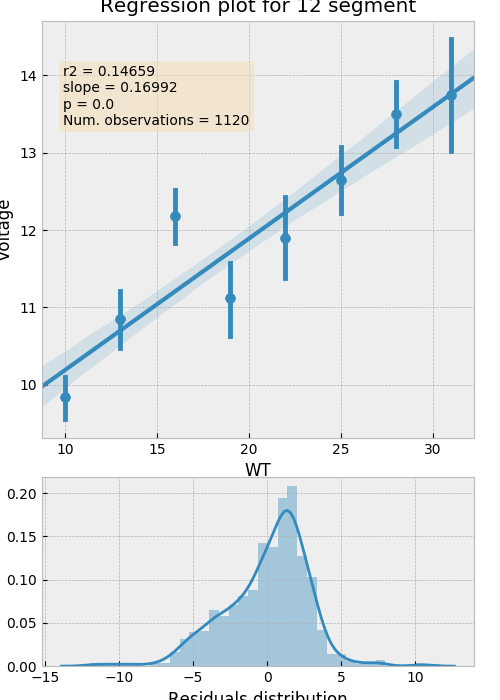 Regression plot for 12 segment
r2 = 0.14659
slope = 0.16992
p = 0.0
Num. observations = 1120
14
13
12
11
10
Voltage
10 15 20 25 30
WT
0.20
0.15
0.10
0.05
0.00
−15 −10 −5 0 5 10
Residuals distribution